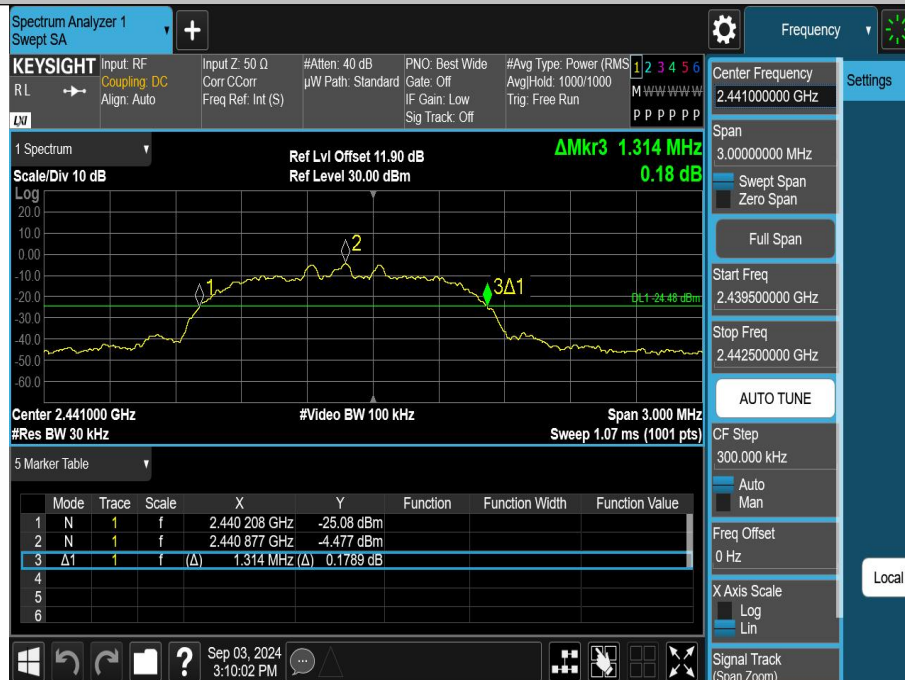 Spectrum Analyzer 1
Swept SA
+
Frequency
KEYSIGHT
RL
LXI
Input: RF
Coupling: DC
Align: Auto
Input Z: 50 Ω
Corr CCorr
Freq Ref: Int (S)
#Atten: 40 dB
µW Path: Standard
PNO: Best Wide
Gate: Off
IF Gain: Low
Sig Track: Off
#Avg Type: Power (RMS
Avg|Hold: 1000/1000
Trig: Free Run
1 2 3 4 5 6
M W W W W W
P P P P P P
1 Spectrum
Scale/Div 10 dB
Ref Lvl Offset 11.90 dB
Ref Level 30.00 dBm
ΔMkr3 1.314 MHz
0.18 dB
Log
20.0
10.0
0.00
-10.0
-20.0
-30.0
-40.0
-50.0
-60.0
1
2
3Δ1
DL1 -24.48 dBm
Center 2.441000 GHz
#Video BW 100 kHz
Span 3.000 MHz
#Res BW 30 kHz
Sweep 1.07 ms (1001 pts)
5 Marker Table
Mode Trace Scale X Y Function Function Width Function Value
1 N 1 f 2.440 208 GHz -25.08 dBm
2 N 1 f 2.440 877 GHz -4.477 dBm
3 Δ1 1 f (Δ) 1.314 MHz (Δ) 0.1789 dB
4
5
6
?
Sep 03, 2024
3:10:02 PM
Center Frequency
2.441000000 GHz
Span
3.00000000 MHz
Swept Span
Zero Span
Full Span
Start Freq
2.439500000 GHz
Stop Freq
2.442500000 GHz
AUTO TUNE
CF Step
300.000 kHz
Auto
Man
Freq Offset
0 Hz
X Axis Scale
Log
Lin
Signal Track
(Span Zoom)
Settings
Local